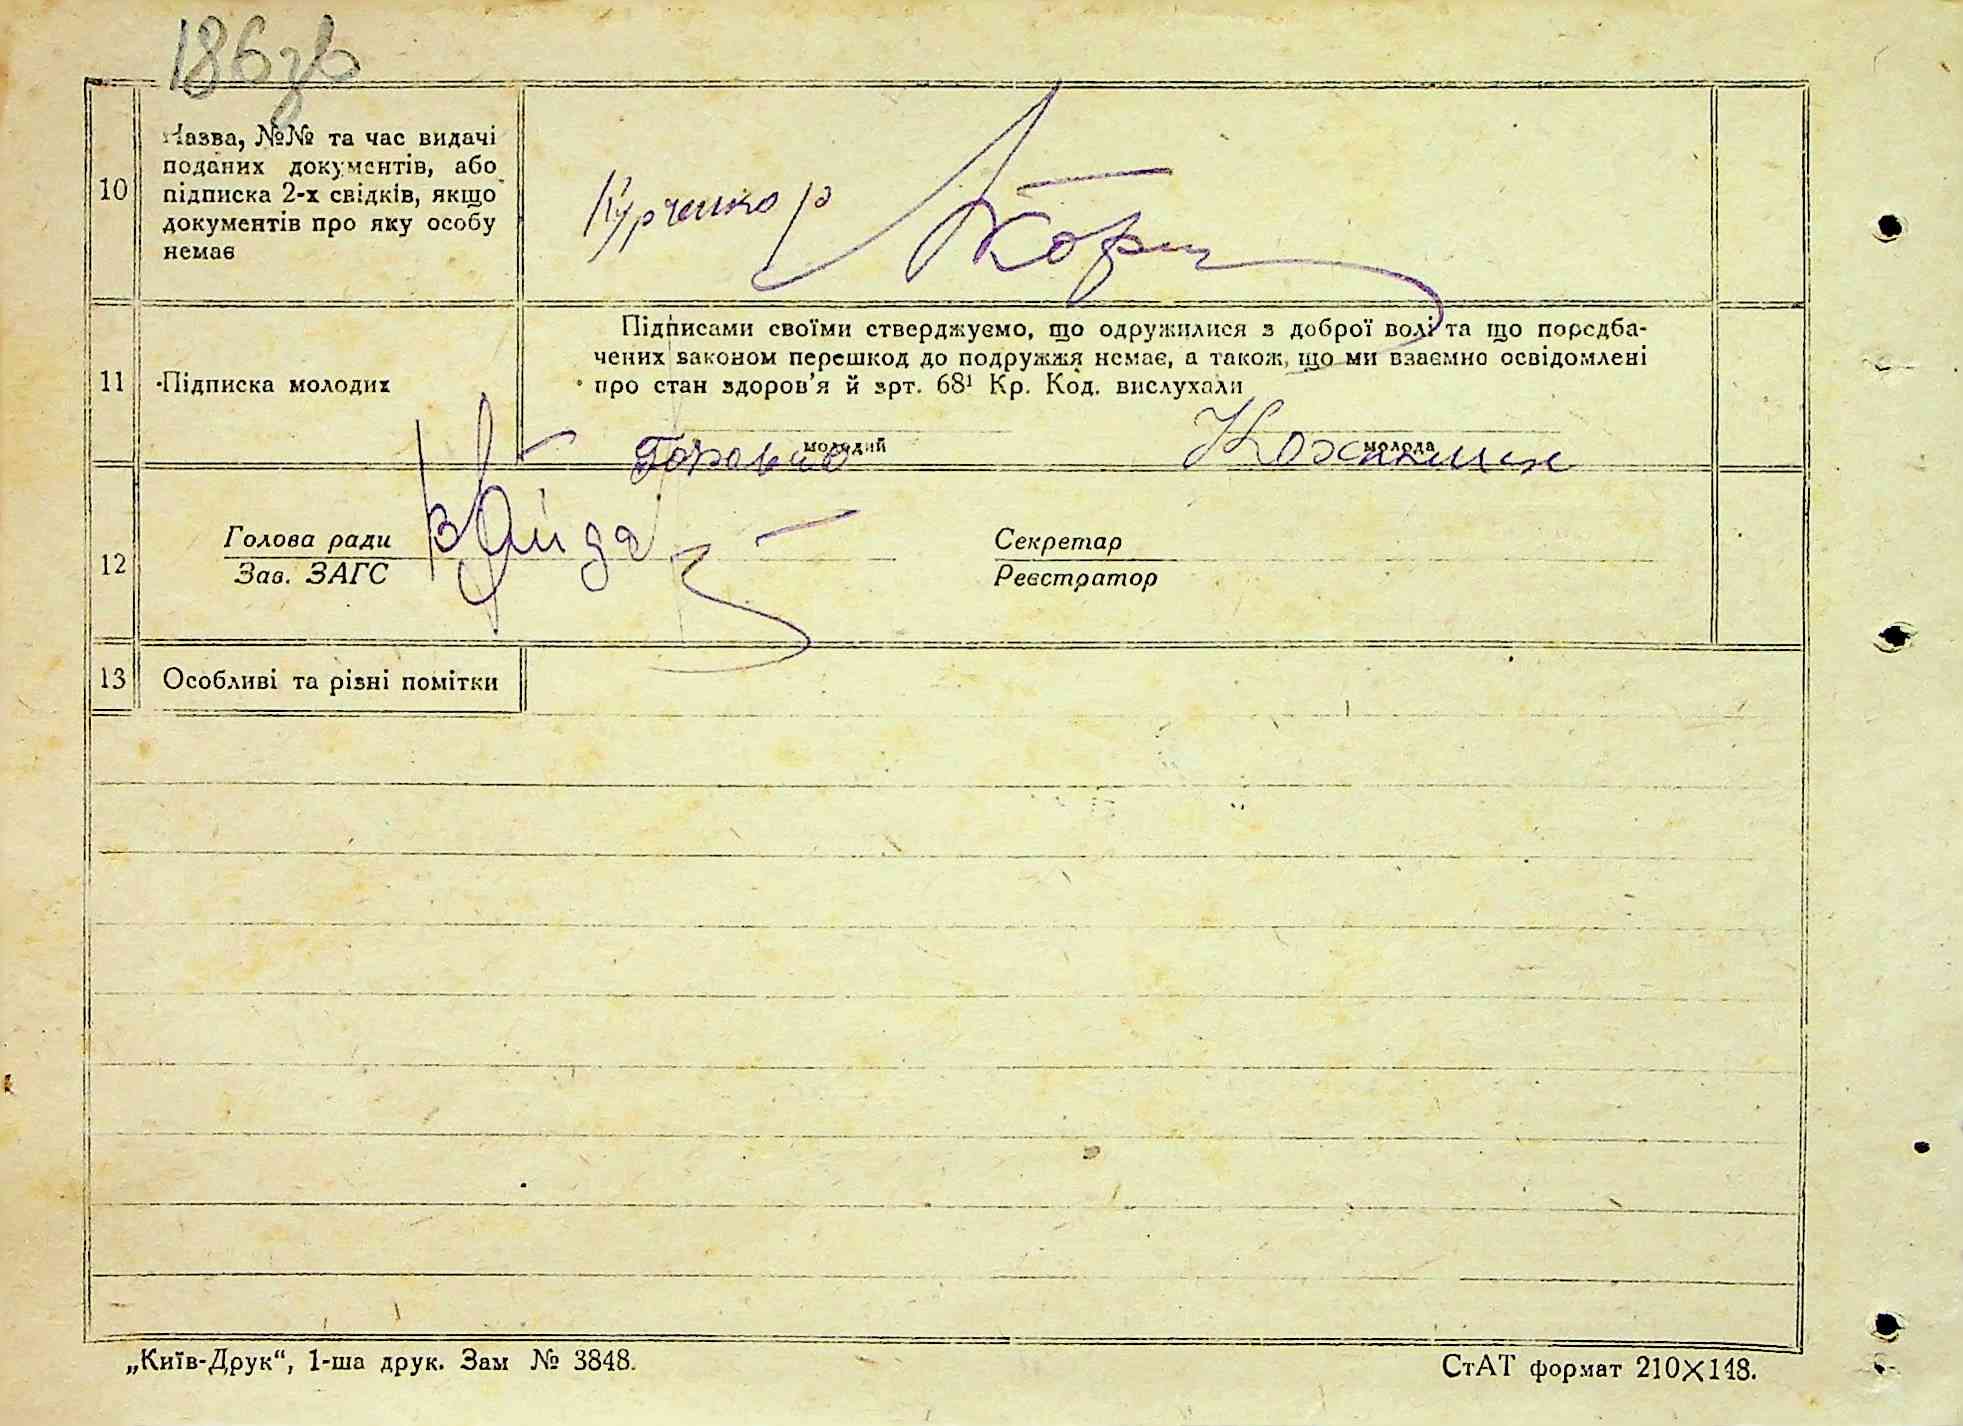 186зв
10
Назва, №№ та час видачі
поданих документів, або
підписка 2-х свідків, якщо
документів про яку особу
немає
Курченко
11
Підписка молодих
Підписами своїми стверджуємо, що одружилися з доброї волі та що передба-
чених законом перешкод до подружжя немає, а також, що ми взаємно освідомлені
про стан здоров'я й арт. 68¹ Кр. Код. вислухали
молодий
молода
12
Голова ради
Зав. ЗАГС
Секретар
Реєстратор
13
Особливі та різні помітки
„Київ-Друк“, 1-ша друк. Зам № 3848.
СтАТ формат 210×148.